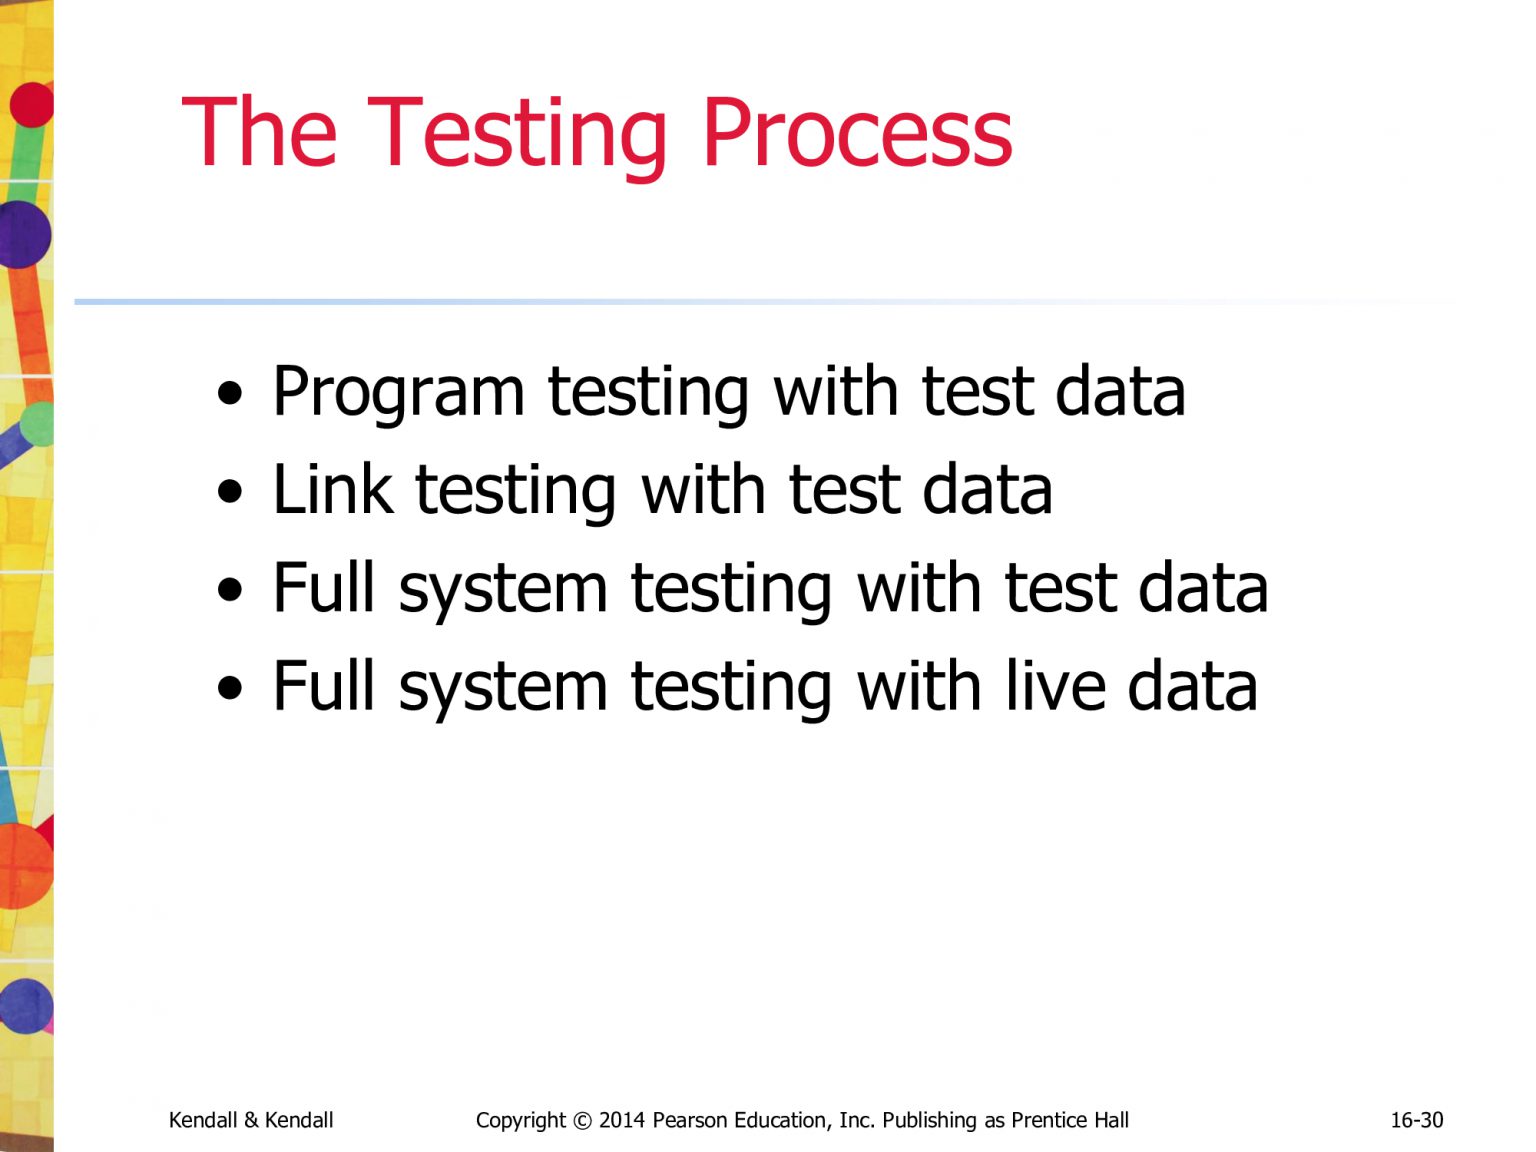 The Testing Process
• Program testing with test data
• Link testing with test data
• Full system testing with test data
• Full system testing with live data
Kendall & Kendall Copyright © 2014 Pearson Education, Inc. Publishing as Prentice Hall 16-30